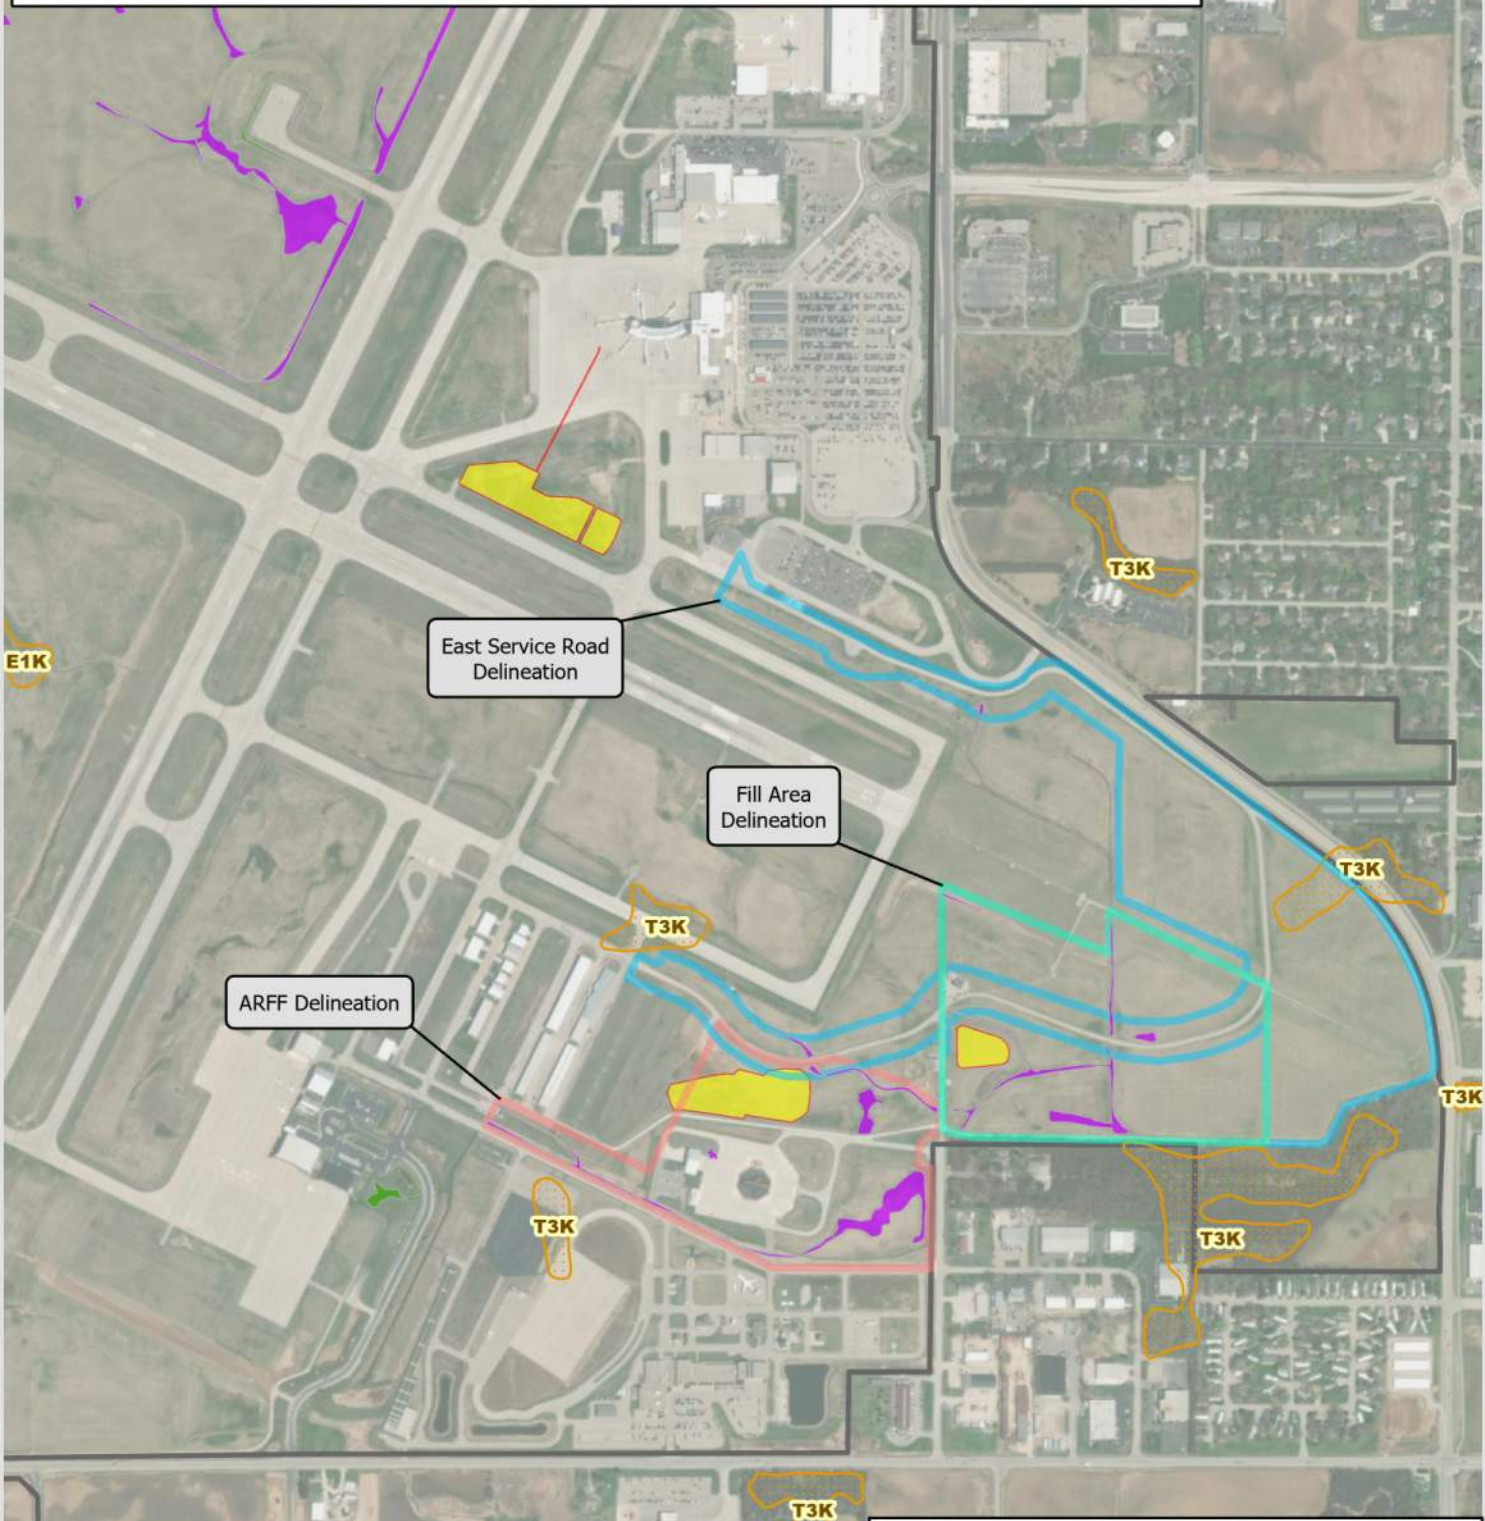 T3K
East Service Road
Delineation
E1K
Fill Area
Delineation
T3K
T3K
ARFF Delineation
T3K
T3K
T3K
T3K